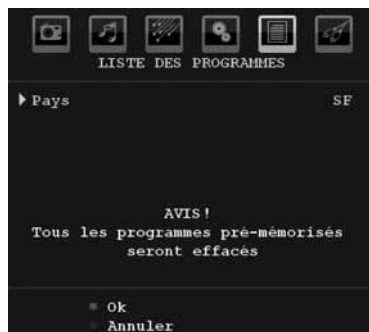 LISTE DES PROGRAMMES
Pays SF
AVIS!
Tous les programmes pré-mémorisés
seront effacés
Ok
Annuler